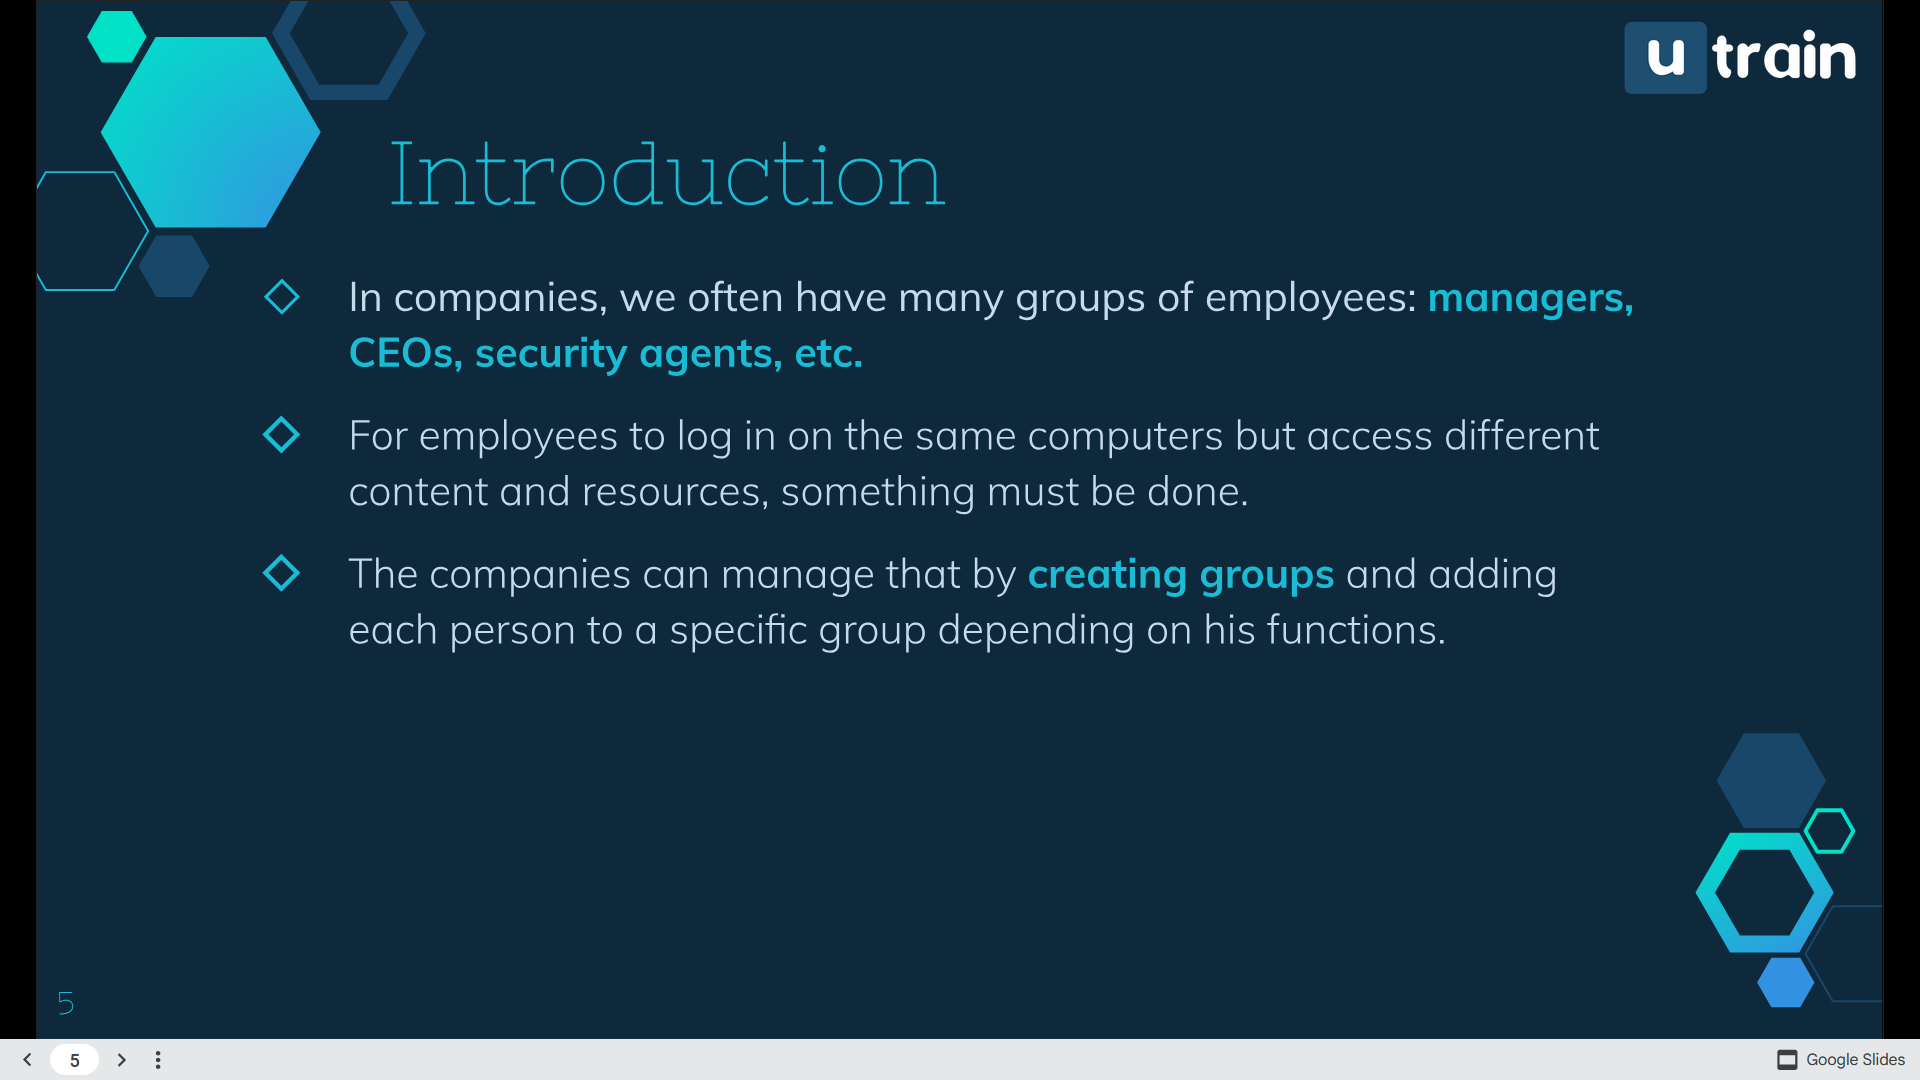 u train
Introduction
In companies, we often have many groups of employees: managers,
CEOs, security agents, etc.
For employees to log in on the same computers but access different
content and resources, something must be done.
The companies can manage that by creating groups and adding
each person to a specific group depending on his functions.
5
5
Google Slides